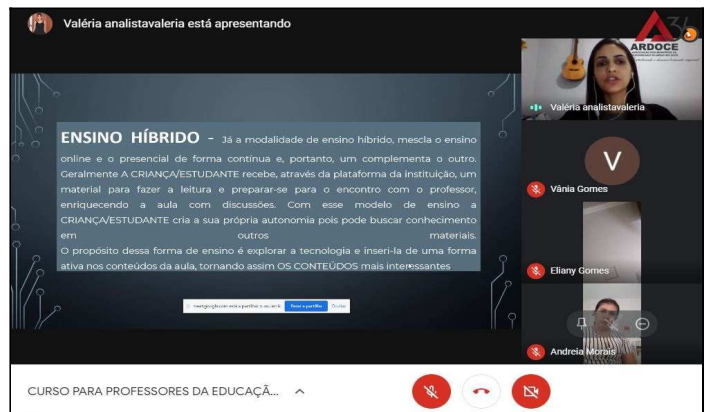 Valéria analistavaleria está apresentando
A36
ARDOCE
Valéria analistavaleria
ENSINO HÍBRIDO - Já a modalidade de ensino híbrido, mescla o ensino
online e o presencial de forma contínua e, portanto, um complementa o outro.
Geralmente A CRIANÇA/ESTUDANTE recebe, através da plataforma da instituição, um
material para fazer a leitura e preparar-se para o encontro com o professor,
enriquecendo a aula com discussões. Com esse modelo de ensino a
CRIANÇA/ESTUDANTE cria a sua própria autonomia pois pode buscar conhecimento
em outros materiais.
O propósito dessa forma de ensino é explorar a tecnologia e inseri-la de uma forma
ativa nos conteúdos da aula, tornando assim OS CONTEÚDOS mais interessantes
V
Vânia Gomes
Eliany Gomes
Andreia Morais
CURSO PARA PROFESSORES DA EDUCAÇÃ...